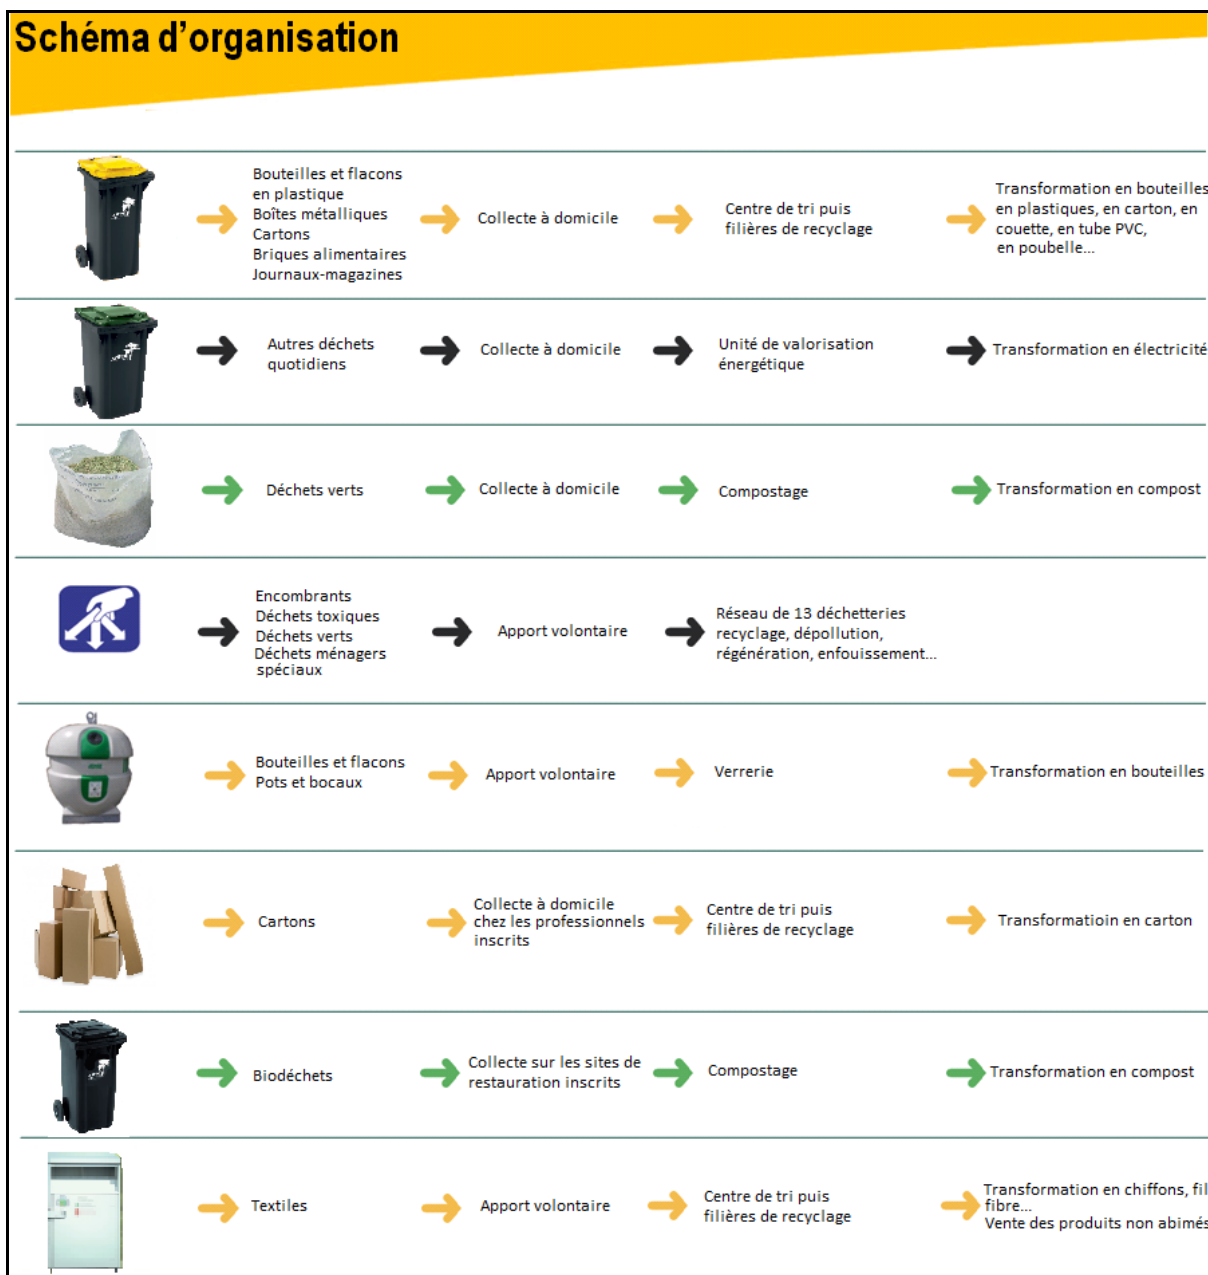 Schéma d'organisation
Bouteilles et flacons
en plastique
Boîtes métalliques
Cartons
Briques alimentaires
Journaux-magazines
Collecte à domicile
Centre de tri puis
filières de recyclage
Transformation en bouteilles
en plastiques, en carton, en
couette, en tube PVC,
en poubelle...
Autres déchets
quotidiens
Collecte à domicile
Unité de valorisation
énergétique
Transformation en électricité
Déchets verts
Collecte à domicile
Compostage
Transformation en compost
Encombrants
Déchets toxiques
Déchets verts
Déchets ménagers
spéciaux
Apport volontaire
Réseau de 13 déchetteries
recyclage, dépollution,
régénération, enfouissement...
Bouteilles et flacons
Pots et bocaux
Apport volontaire
Verrerie
Transformation en bouteilles
Cartons
Collecte à domicile
chez les professionnels
inscrits
Centre de tri puis
filières de recyclage
Transformatioin en carton
Biodéchets
Collecte sur les sites de
restauration inscrits
Compostage
Transformation en compost
Textiles
Apport volontaire
Centre de tri puis
filières de recyclage
Transformation en chiffons, fil
fibre...
Vente des produits non abimés